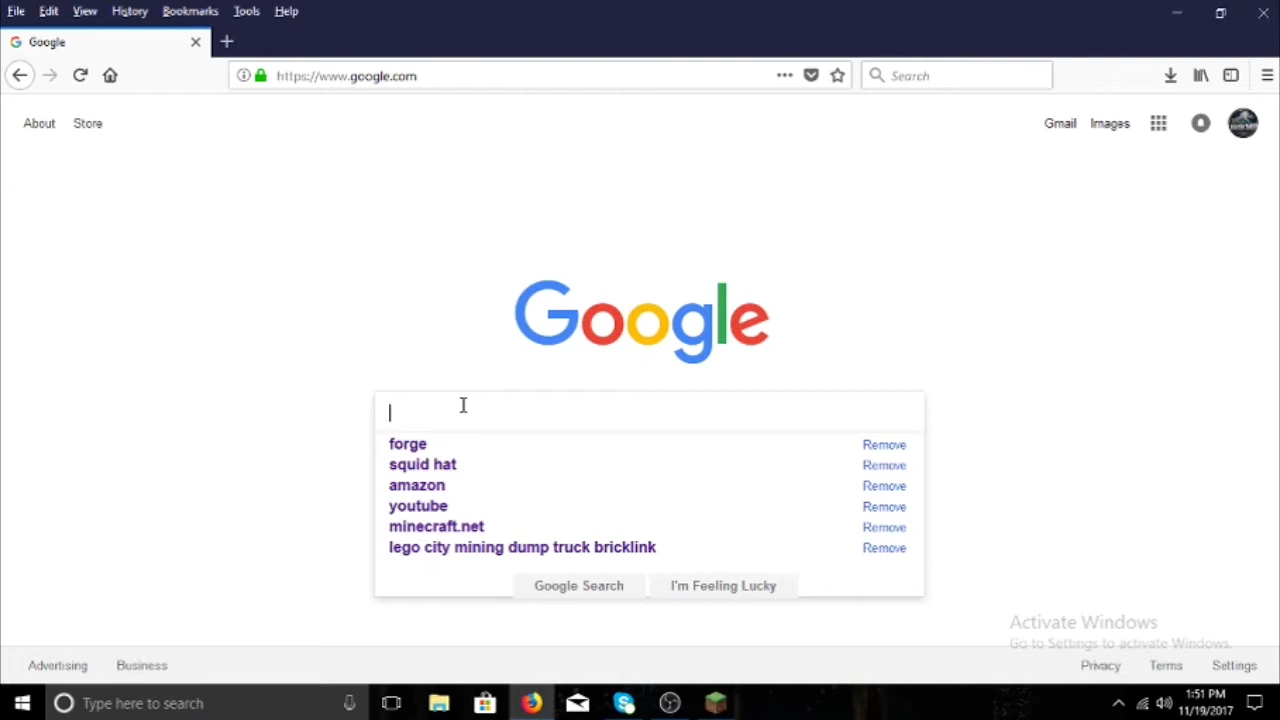 File Edit View History Bookmarks Tools Help
Google
https://www.google.com
Search
About Store
Gmail Images
Google
forge Remove
squid hat Remove
amazon Remove
youtube Remove
minecraft.net Remove
lego city mining dump truck bricklink Remove
Google Search I'm Feeling Lucky
Activate Windows
Go to Settings to activate Windows.
Advertising Business
Privacy Terms Settings
Type here to search
1:51 PM
11/19/2017